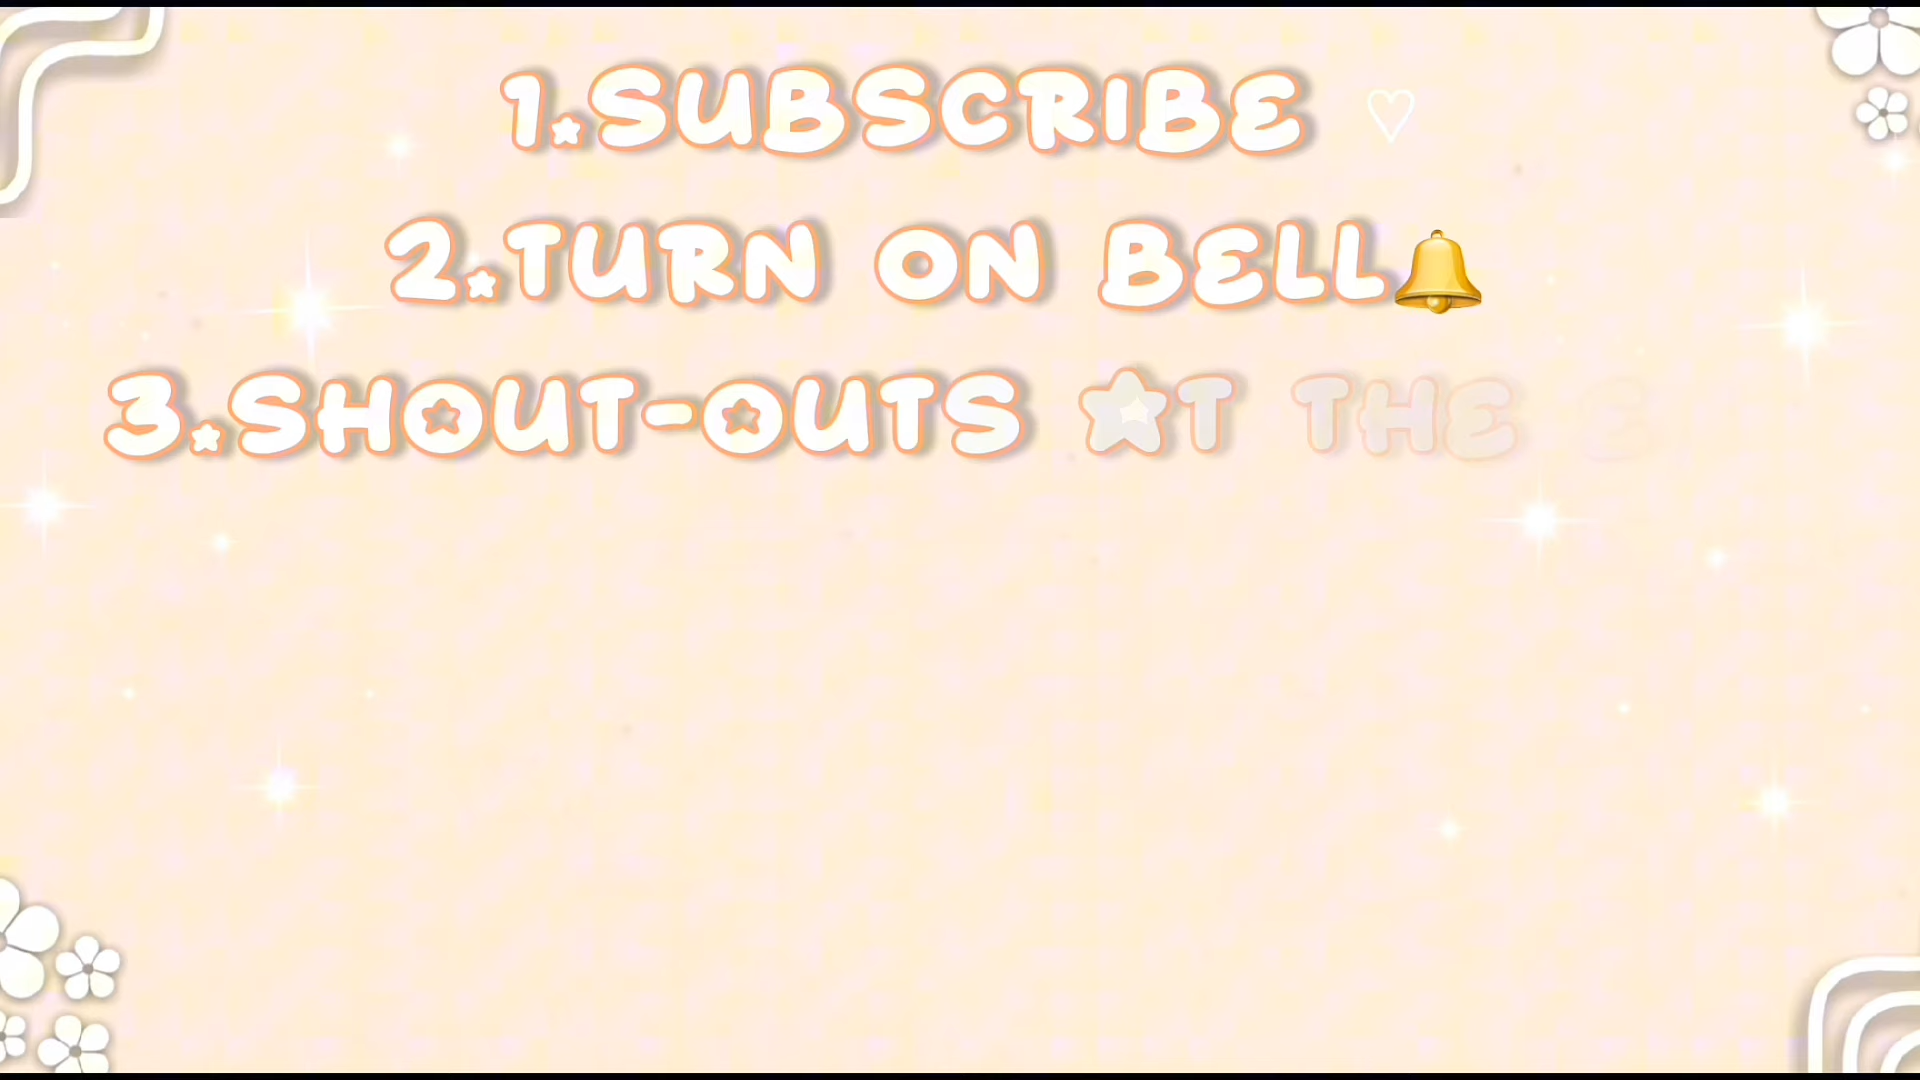 1.SUBSCRIBE ♡
2.TURN ON BELL🔔
3.SHOUT-OUTS AT THE E